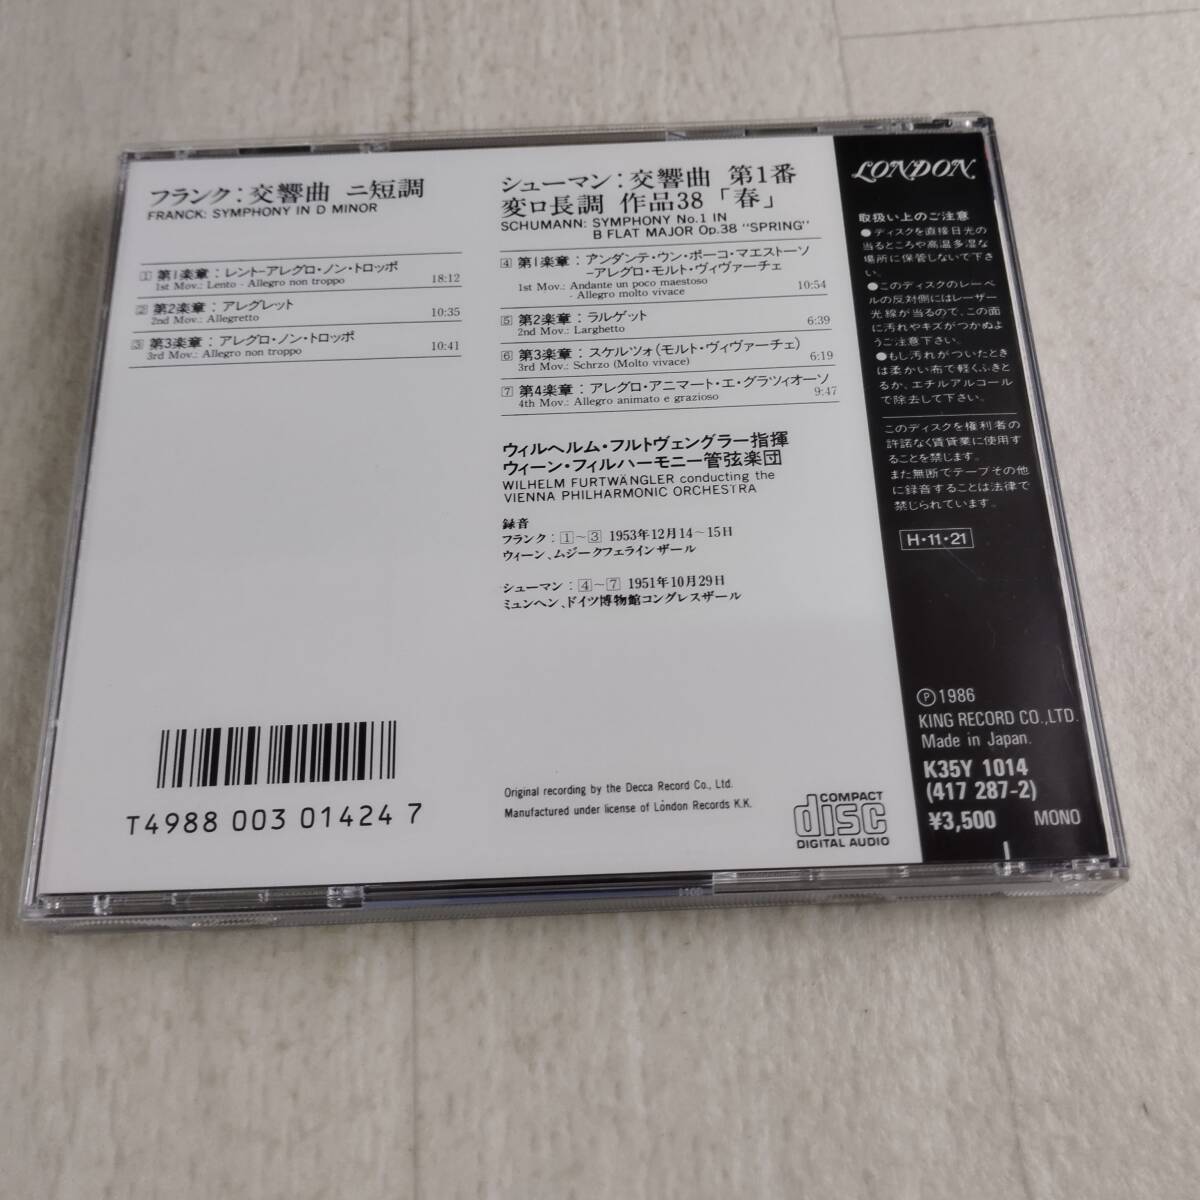 フランク：交響曲 ニ短調
FRANCK: SYMPHONY IN D MINOR
1 第1楽章：レント－アレグロ・ノン・トロッポ
1st Mov.: Lento - Allegro non troppo 18:12
2 第2楽章：アレグレット
2nd Mov.: Allegretto 10:35
3 第3楽章：アレグロ・ノン・トロッポ
3rd Mov.: Allegro non troppo 10:41
シューマン：交響曲 第1番
変ロ長調 作品38「春」
SCHUMANN: SYMPHONY No.1 IN
B FLAT MAJOR Op.38 "SPRING"
4 第1楽章：アンダンテ・ウン・ポーコ・マエストーソ
－アレグロ・モルト・ヴィヴァーチェ
1st Mov.: Andante un poco maestoso
- Allegro molto vivace 10:54
5 第2楽章：ラルゲット
2nd Mov.: Larghetto 6:39
6 第3楽章：スケルツォ（モルト・ヴィヴァーチェ）
3rd Mov.: Schrzo (Molto vivace) 6:19
7 第4楽章：アレグロ・アニマート・エ・グラツィオーソ
4th Mov.: Allegro animato e grazioso 9:47
ウィルヘルム・フルトヴェングラー指揮
ウィーン・フィルハーモニー管弦楽団
WILHELM FURTWÄNGLER conducting the
VIENNA PHILHARMONIC ORCHESTRA
録音
フランク：1～3 1953年12月14～15日
ウィーン、ムジークフェラインザール
シューマン：4～7 1951年10月29日
ミュンヘン、ドイツ博物館コングレスザール
T4988 003 01424 7
Original recording by the Decca Record Co., Ltd.
Manufactured under license of London Records K.K.
COMPACT
disc
DIGITAL AUDIO
LONDON
取扱い上のご注意
●ディスクを直接日光の
当るところや高温多湿な
場所に保管しないで下さ
い。
●このディスクのレーベ
ルの反対側にはレーザー
光線が当るので、この面
に汚れやキズがつかぬよ
うご注意下さい。
●もし汚れがついたとき
は柔かい布で軽くふきと
るか、エチルアルコール
で除去して下さい。
このディスクを権利者の
許諾なく賃貸業に使用す
ることを禁じます。
また無断でテープその他
に録音することは法律で
禁じられています。
H・11・21
Ⓟ 1986
KING RECORD CO.,LTD.
Made in Japan.
K35Y 1014
(417 287-2)
¥3,500 MONO